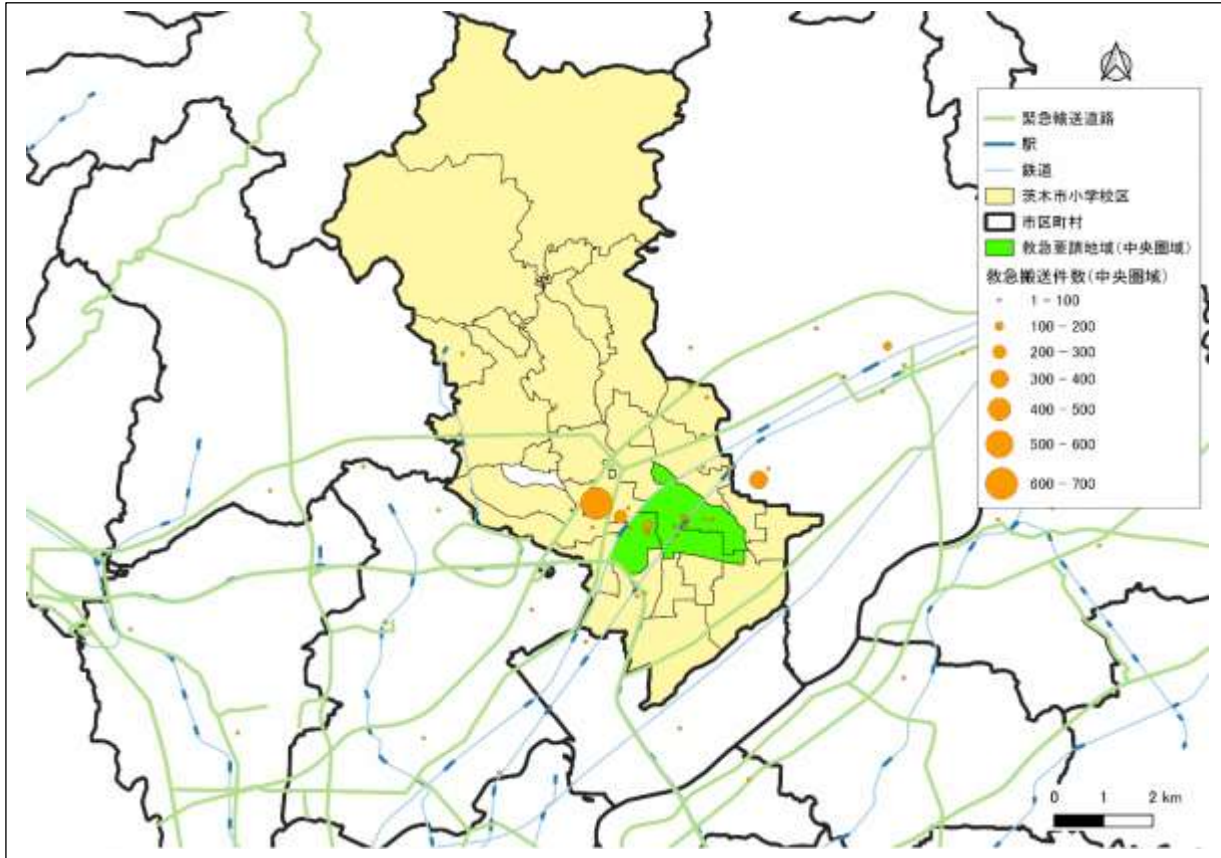 緊急輸送道路
駅
鉄道
茨木市小学校区
市区町村
救急要請地域(中央圏域)
救急搬送件数(中央圏域)
1 - 100
100 - 200
200 - 300
300 - 400
400 - 500
500 - 600
600 - 700
0 1 2 km